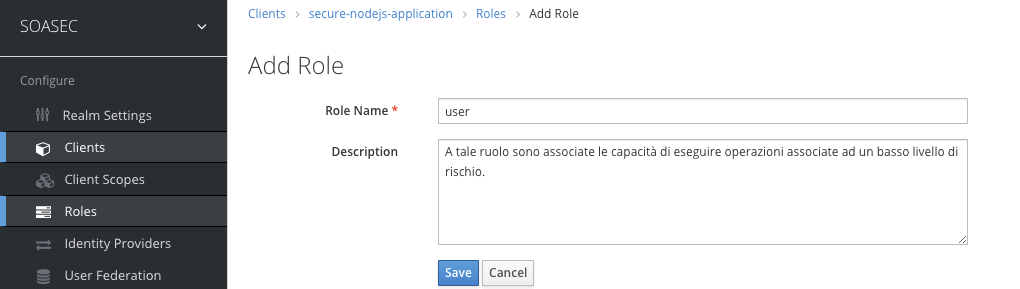 SOASEC
Clients > secure-nodejs-application > Roles > Add Role
Configure
Realm Settings
Clients
Client Scopes
Roles
Identity Providers
User Federation
Add Role
Role Name * user
Description A tale ruolo sono associate le capacità di eseguire operazioni associate ad un basso livello di
rischio.
Save Cancel